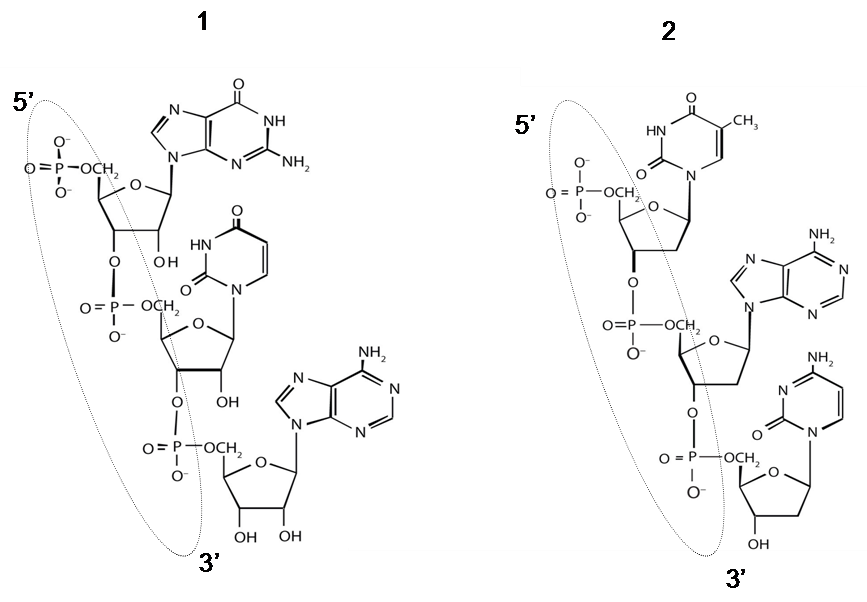 1
2
5'
O
N
NH
N
N
NH₂
O⁻
O=P
OCH₂
O⁻
O
O
OH
O
HN
O
N
O
O=P
OCH₂
O⁻
O
OH
NH₂
N
N
N
N
O
O=P
OCH₂
O⁻
O
OH
OH
3'
5'
O
CH₃
HN
O
N
O⁻
O=P
OCH₂
O⁻
O
NH₂
N
N
N
N
O
O=P
OCH₂
O⁻
O
NH₂
N
O
N
O
O=P
OCH₂
O⁻
O
OH
3'